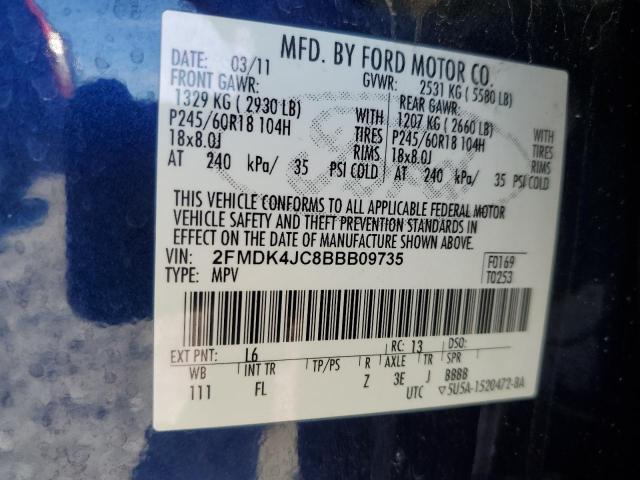 MFD. BY FORD MOTOR CO.
DATE: 03/11 GVWR: 2531 KG ( 5580 LB)
FRONT GAWR: REAR GAWR:
1329 KG ( 2930 LB) WITH 1207 KG ( 2660 LB)
P245/60R18 104H TIRES P245/60R18 104H
18x8.0J RIMS 18x8.0J
AT 240 kPa/ 35 PSI COLD AT 240 kPa/ 35 PSI COLD
THIS VEHICLE CONFORMS TO ALL APPLICABLE FEDERAL MOTOR
VEHICLE SAFETY AND THEFT PREVENTION STANDARDS IN
EFFECT ON THE DATE OF MANUFACTURE SHOWN ABOVE.
VIN: 2FMDK4JC8BBB09735 F0169
TYPE: MPV T0253
EXT PNT: L6 RC: 13 DSO:
WB INT TR TP/PS R AXLE TR SPR
111 FL Z 3E J BBBB
UTC ▽5U5A-1520472-BA